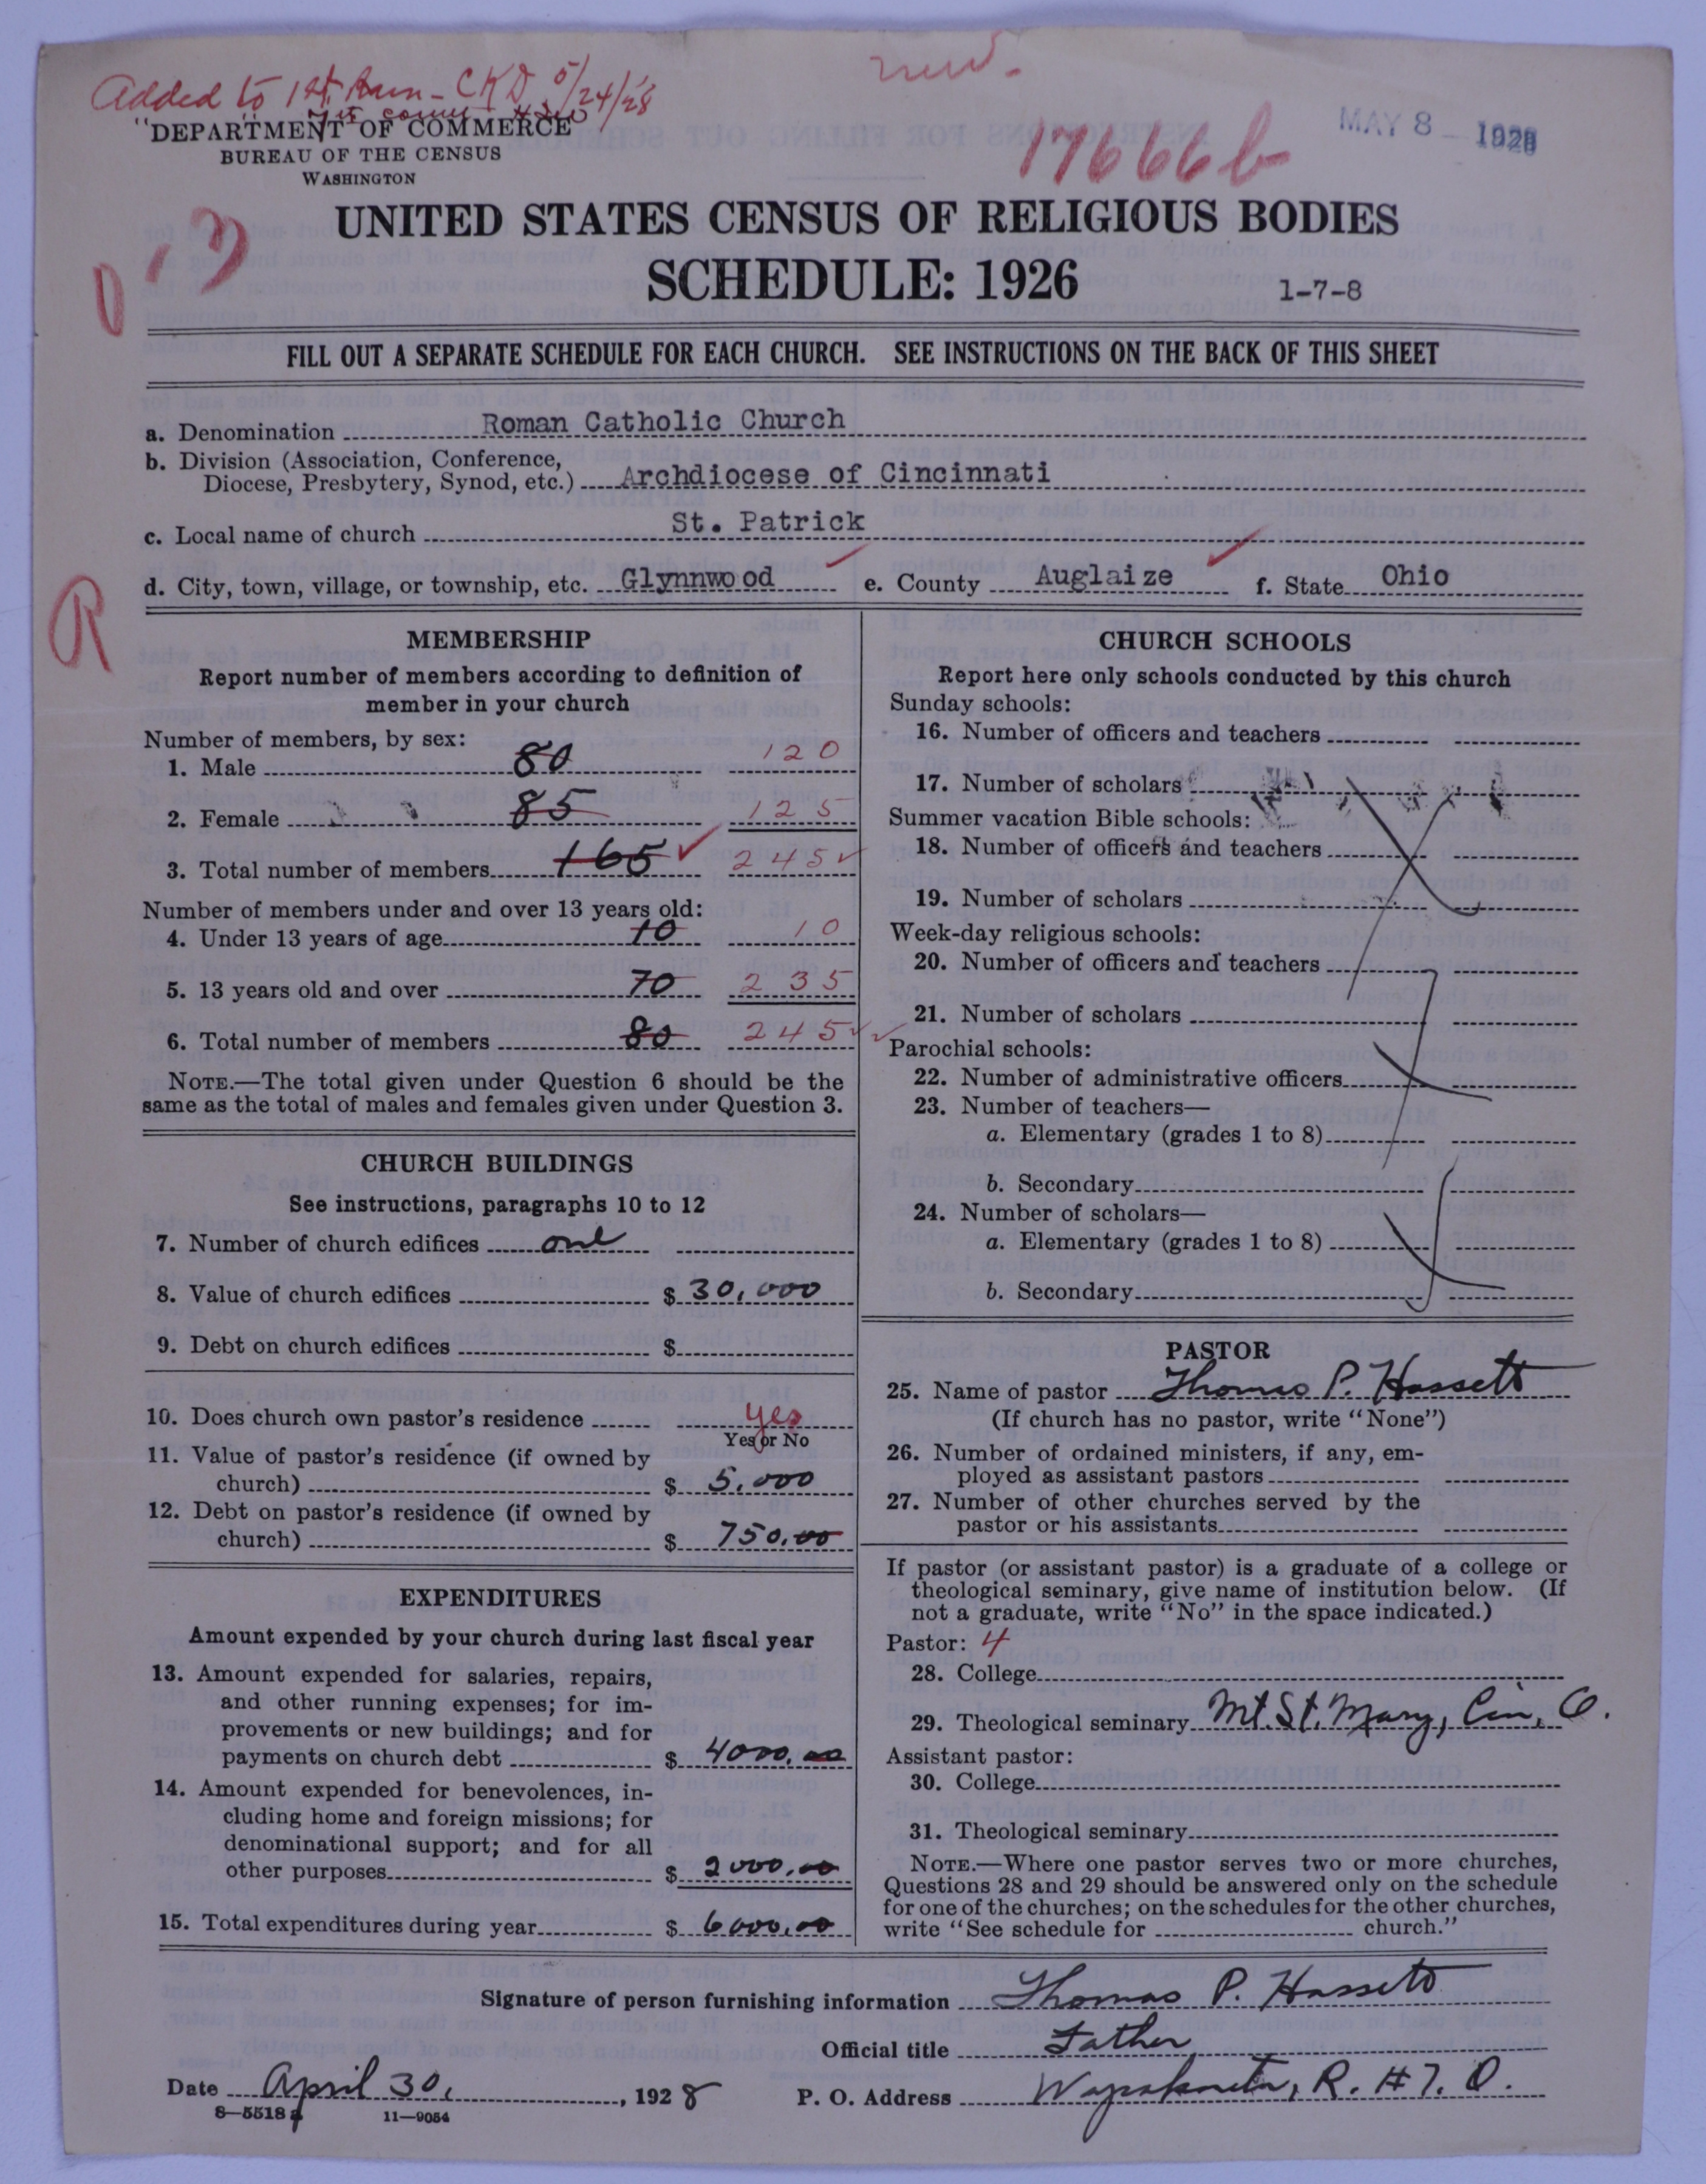 Added to 1st. Run - CKD 5/24/28
new.
"DEPARTMENT OF COMMERCE
BUREAU OF THE CENSUS
WASHINGTON
17666b
MAY 8 - 1928
UNITED STATES CENSUS OF RELIGIOUS BODIES
SCHEDULE: 1926
1-7-8
FILL OUT A SEPARATE SCHEDULE FOR EACH CHURCH. SEE INSTRUCTIONS ON THE BACK OF THIS SHEET
a. Denomination Roman Catholic Church
b. Division (Association, Conference,
Diocese, Presbytery, Synod, etc.) Archdiocese of Cincinnati
c. Local name of church St. Patrick
d. City, town, village, or township, etc. Glynnwood e. County Auglaize f. State Ohio
R
MEMBERSHIP
Report number of members according to definition of
member in your church
Number of members, by sex:
1. Male 80 120
2. Female 85 125
3. Total number of members 165 245
Number of members under and over 13 years old:
4. Under 13 years of age 10 10
5. 13 years old and over 70 235
6. Total number of members 80 245
NOTE.—The total given under Question 6 should be the
same as the total of males and females given under Question 3.
CHURCH BUILDINGS
See instructions, paragraphs 10 to 12
7. Number of church edifices one
8. Value of church edifices $ 30,000
9. Debt on church edifices $
10. Does church own pastor's residence yes
Yes or No
11. Value of pastor's residence (if owned by
church) $ 5,000
12. Debt on pastor's residence (if owned by
church) $ 750.00
EXPENDITURES
Amount expended by your church during last fiscal year
13. Amount expended for salaries, repairs,
and other running expenses; for im-
provements or new buildings; and for
payments on church debt $ 4000.00
14. Amount expended for benevolences, in-
cluding home and foreign missions; for
denominational support; and for all
other purposes $ 2000.00
15. Total expenditures during year $ 6000.00
CHURCH SCHOOLS
Report here only schools conducted by this church
Sunday schools:
16. Number of officers and teachers
17. Number of scholars
Summer vacation Bible schools:
18. Number of officers and teachers
19. Number of scholars
Week-day religious schools:
20. Number of officers and teachers
21. Number of scholars
Parochial schools:
22. Number of administrative officers
23. Number of teachers—
a. Elementary (grades 1 to 8)
b. Secondary
24. Number of scholars—
a. Elementary (grades 1 to 8)
b. Secondary
PASTOR
25. Name of pastor Thomas P. Hassett
(If church has no pastor, write "None")
26. Number of ordained ministers, if any, em-
ployed as assistant pastors
27. Number of other churches served by the
pastor or his assistants
If pastor (or assistant pastor) is a graduate of a college or
theological seminary, give name of institution below. (If
not a graduate, write "No" in the space indicated.)
Pastor: 4
28. College
29. Theological seminary Mt. St. Mary, Cin, O.
Assistant pastor:
30. College
31. Theological seminary
NOTE.—Where one pastor serves two or more churches,
Questions 28 and 29 should be answered only on the schedule
for one of the churches; on the schedules for the other churches,
write "See schedule for church."
Signature of person furnishing information Thomas P. Hassett
Official title Father
Date April 30, 1928 P. O. Address Wapakoneta, R. #7. O.
8—5518a 11—9054